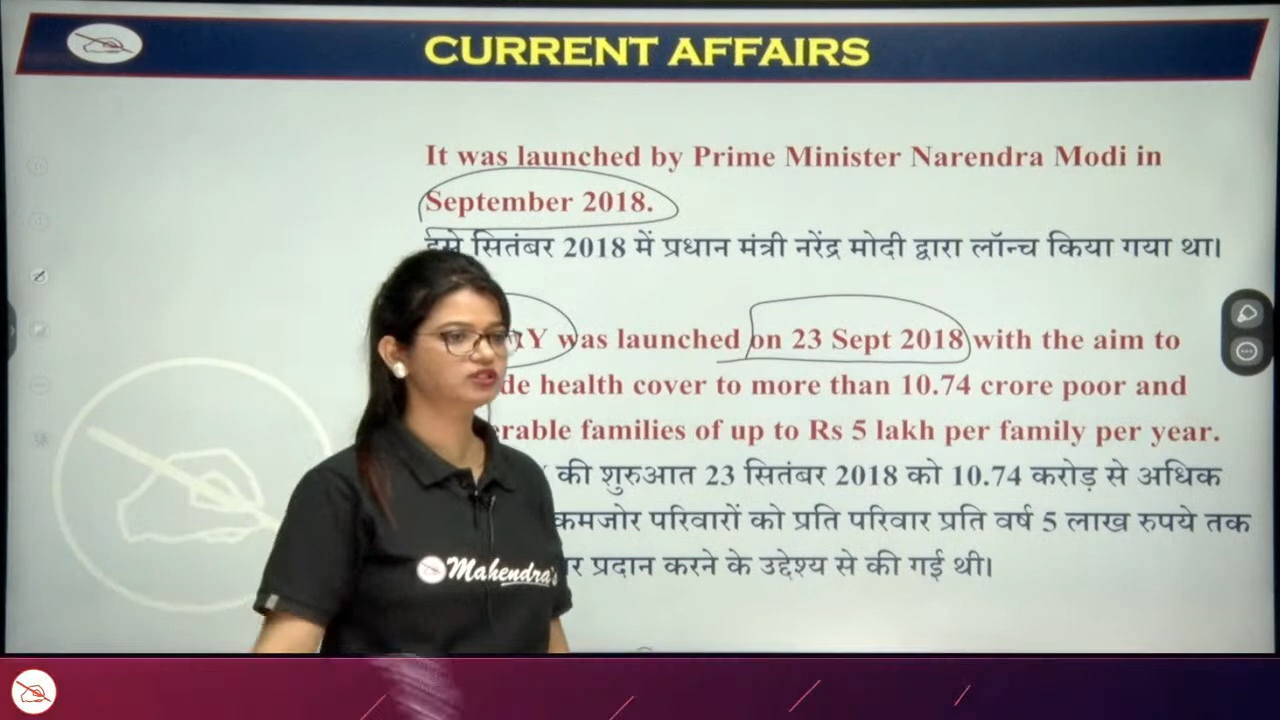 CURRENT AFFAIRS
It was launched by Prime Minister Narendra Modi in
September 2018.
इसे सितंबर 2018 में प्रधान मंत्री नरेंद्र मोदी द्वारा लॉन्च किया गया था।
was launched on 23 Sept 2018 with the aim to
health cover to more than 10.74 crore poor and
families of up to Rs 5 lakh per family per year.
की शुरुआत 23 सितंबर 2018 को 10.74 करोड़ से अधिक
कमजोर परिवारों को प्रति परिवार प्रति वर्ष 5 लाख रुपये तक
प्रदान करने के उद्देश्य से की गई थी।
Mahendra's